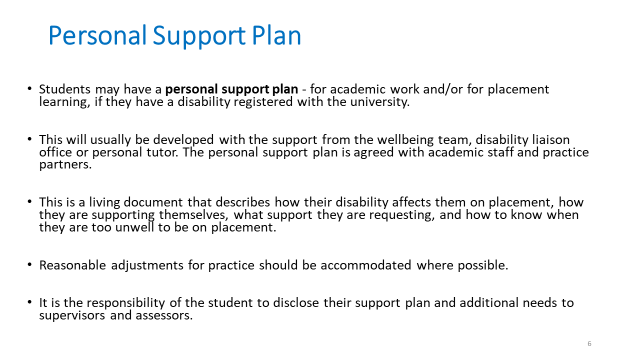 Personal Support Plan
• Students may have a personal support plan - for academic work and/or for placement
learning, if they have a disability registered with the university.
• This will usually be developed with the support from the wellbeing team, disability liaison
office or personal tutor. The personal support plan is agreed with academic staff and practice
partners.
• This is a living document that describes how their disability affects them on placement, how
they are supporting themselves, what support they are requesting, and how to know when
they are too unwell to be on placement.
• Reasonable adjustments for practice should be accommodated where possible.
• It is the responsibility of the student to disclose their support plan and additional needs to
supervisors and assessors.
6